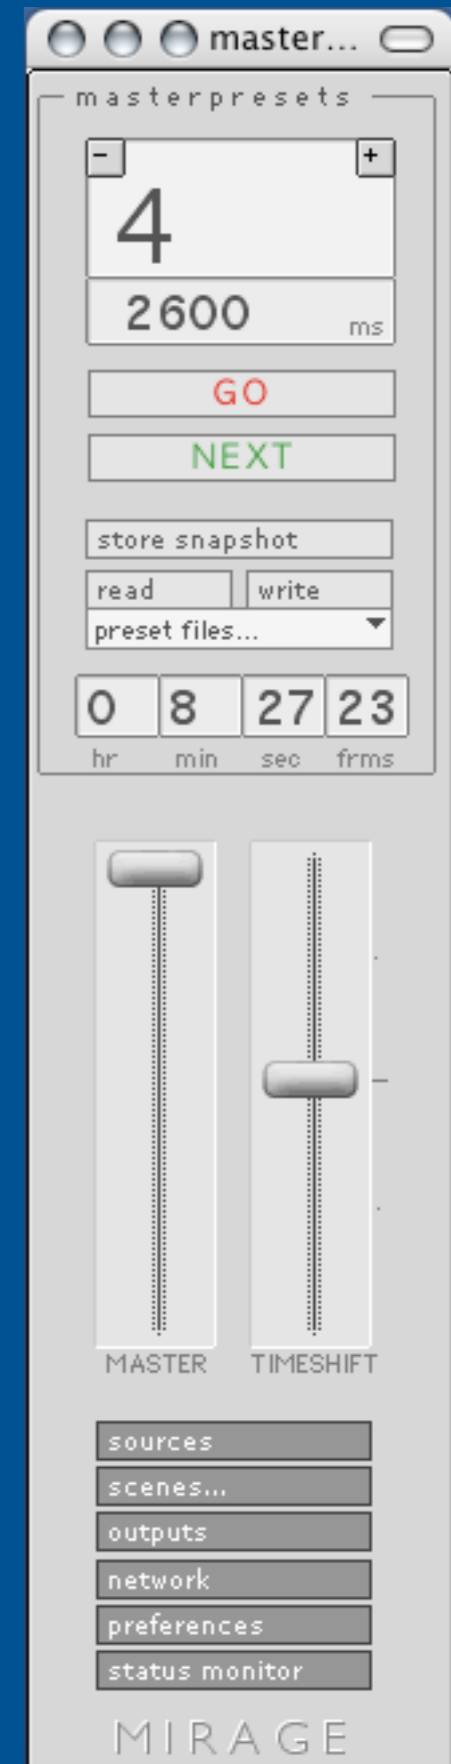 master...
masterpresets
- +
4
2600 ms
GO
NEXT
store snapshot
read write
preset files...
0 8 27 23
hr min sec frms
MASTER TIMESHIFT
sources
scenes...
outputs
network
preferences
status monitor
MIRAGE